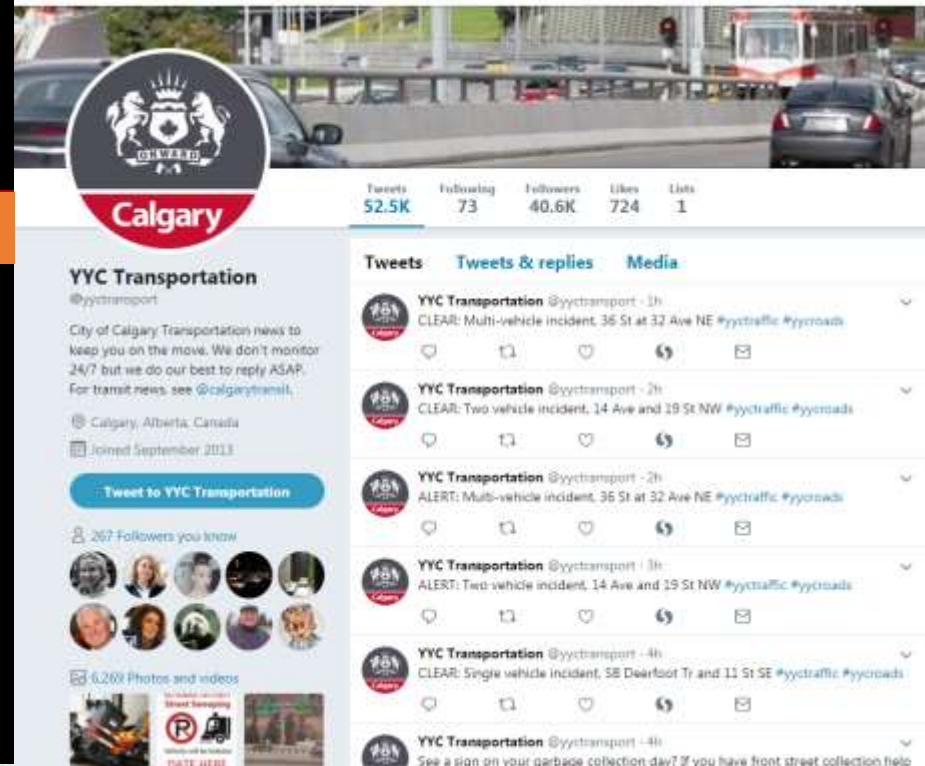 ONWARD
Calgary
Tweets Following Followers Likes Lists
52.5K 73 40.6K 724 1
YYC Transportation
@yyctransport
City of Calgary Transportation news to
keep you on the move. We don't monitor
24/7 but we do our best to reply ASAP.
For transit news, see @calgarytransit.
Calgary, Alberta, Canada
Joined September 2013
Tweet to YYC Transportation
267 Followers you know
6,269 Photos and videos
Street Sweeping
P
DATE HERE
Tweets Tweets & replies Media
YYC Transportation @yyctransport · 1h
CLEAR: Multi-vehicle incident, 36 St at 32 Ave NE #yyctraffic #yycroads
YYC Transportation @yyctransport · 2h
CLEAR: Two vehicle incident, 14 Ave and 19 St NW #yyctraffic #yycroads
YYC Transportation @yyctransport · 2h
ALERT: Multi-vehicle incident, 36 St at 32 Ave NE #yyctraffic #yycroads
YYC Transportation @yyctransport · 3h
ALERT: Two vehicle incident, 14 Ave and 19 St NW #yyctraffic #yycroads
YYC Transportation @yyctransport · 4h
CLEAR: Single vehicle incident, SB Deerfoot Tr and 11 St SE #yyctraffic #yycroads
YYC Transportation @yyctransport · 4h
See a sign on your garbage collection day? If you have front street collection help